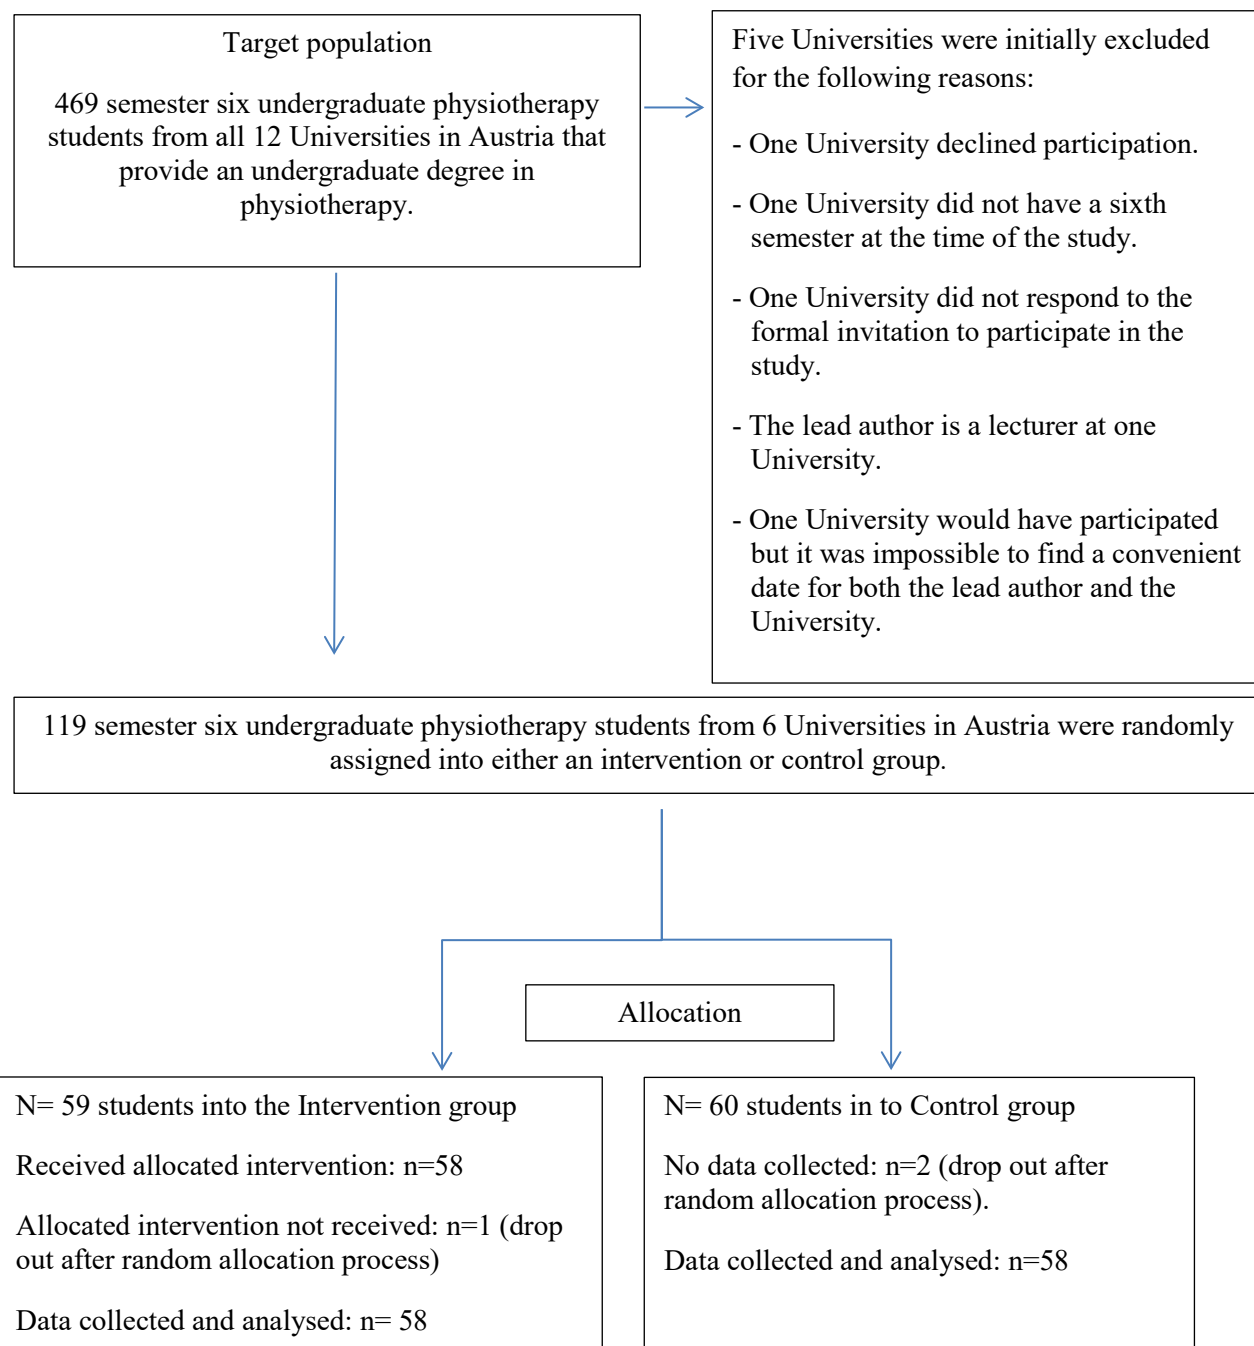 Target population
469 semester six undergraduate physiotherapy
students from all 12 Universities in Austria that
provide an undergraduate degree in
physiotherapy.
Five Universities were initially excluded
for the following reasons:
- One University declined participation.
- One University did not have a sixth
semester at the time of the study.
- One University did not respond to the
formal invitation to participate in the
study.
- The lead author is a lecturer at one
University.
- One University would have participated
but it was impossible to find a convenient
date for both the lead author and the
University.
119 semester six undergraduate physiotherapy students from 6 Universities in Austria were randomly
assigned into either an intervention or control group.
Allocation
N= 59 students into the Intervention group
Received allocated intervention: n=58
Allocated intervention not received: n=1 (drop
out after random allocation process)
Data collected and analysed: n= 58
N= 60 students in to Control group
No data collected: n=2 (drop out after
random allocation process).
Data collected and analysed: n=58